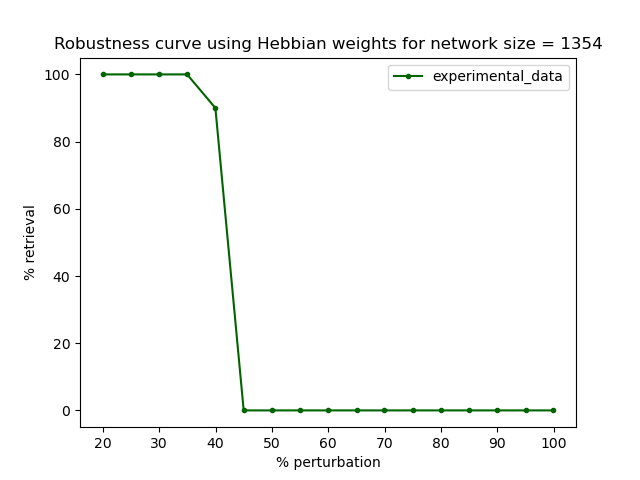 Robustness curve using Hebbian weights for network size = 1354
experimental_data
100
80
60
40
20
0
% retrieval
20 30 40 50 60 70 80 90 100
% perturbation